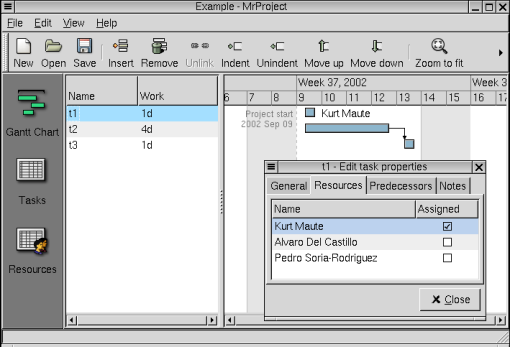 Example - MrProject
File Edit View Help
New Open Save Insert Remove Unlink Indent Unindent Move up Move down Zoom to fit
Gantt Chart
Tasks
Resources
Name Work
t1 1d
t2 4d
t3 1d
Week 37, 2002 Week 3
6 7 8 9 10 11 12 13 14 15 16 17
Project start
2002 Sep 09
Kurt Maute
t1 - Edit task properties
General Resources Predecessors Notes
Name Assigned
Kurt Maute
Alvaro Del Castillo
Pedro Soria-Rodriguez
Close